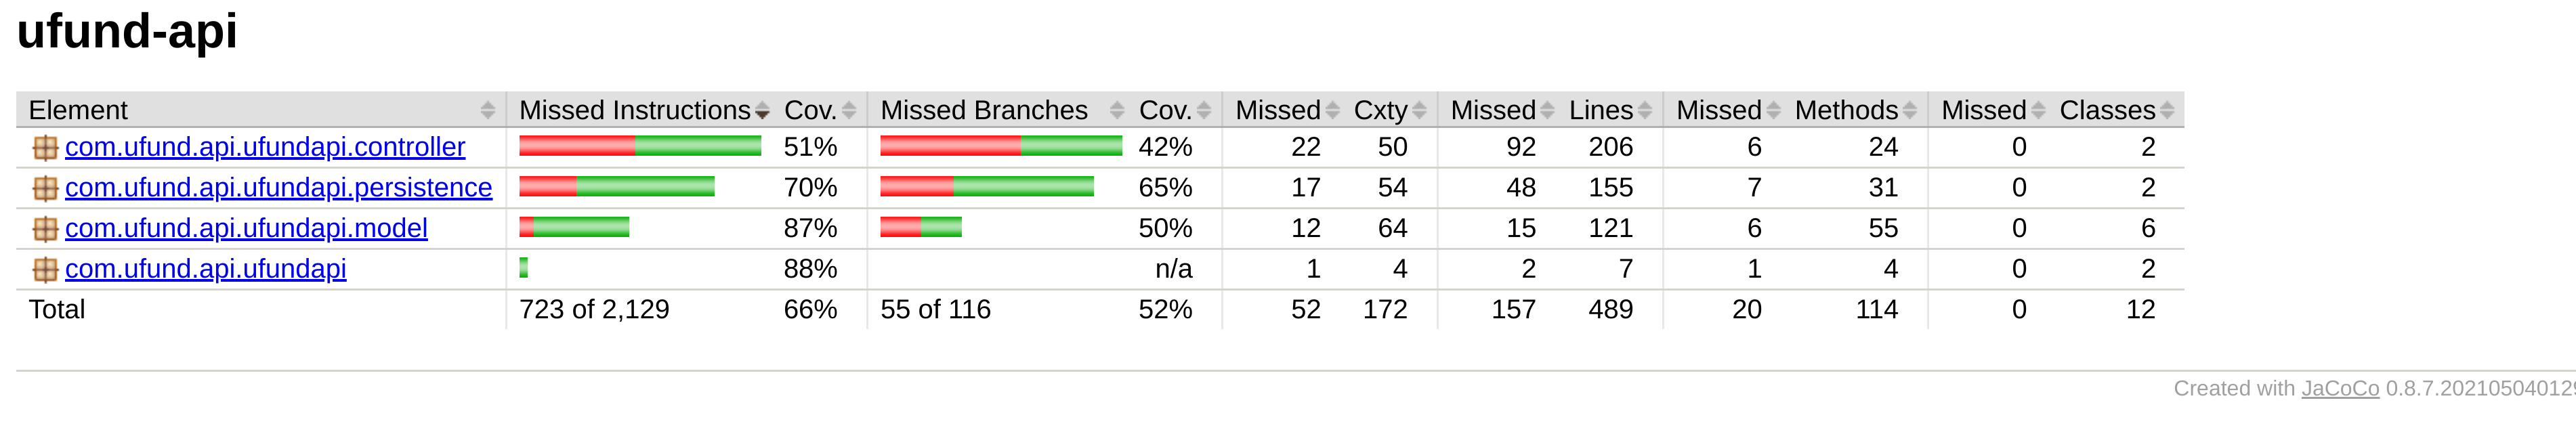 ufund-api
Element Missed Instructions Cov. Missed Branches Cov. Missed Cxty Missed Lines Missed Methods Missed Classes
com.ufund.api.ufundapi.controller 51% 42% 22 50 92 206 6 24 0 2
com.ufund.api.ufundapi.persistence 70% 65% 17 54 48 155 7 31 0 2
com.ufund.api.ufundapi.model 87% 50% 12 64 15 121 6 55 0 6
com.ufund.api.ufundapi 88% n/a 1 4 2 7 1 4 0 2
Total 723 of 2,129 66% 55 of 116 52% 52 172 157 489 20 114 0 12
Created with JaCoCo 0.8.7.202105040129